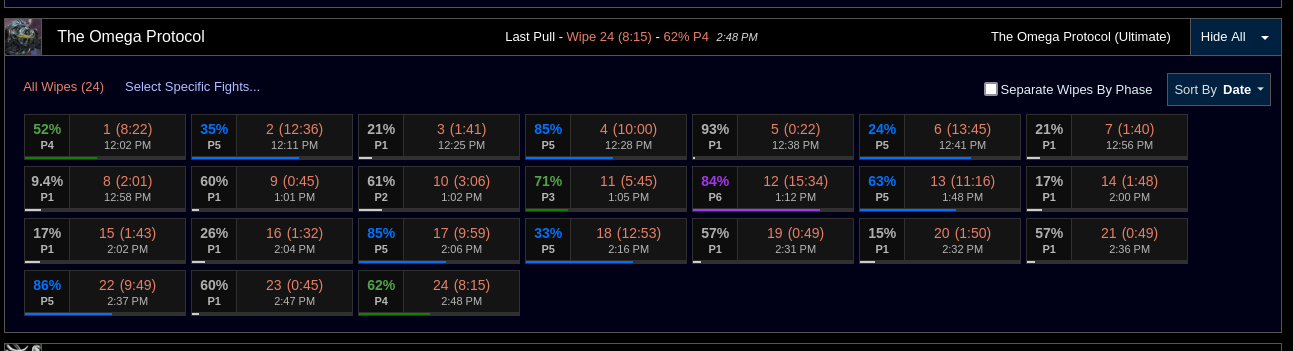 The Omega Protocol
Last Pull - Wipe 24 (8:15) - 62% P4 2:48 PM
The Omega Protocol (Ultimate)
Hide All
All Wipes (24)
Select Specific Fights...
Separate Wipes By Phase
Sort By Date
52% 1 (8:22)
P4 12:02 PM
35% 2 (12:36)
P5 12:11 PM
21% 3 (1:41)
P1 12:25 PM
85% 4 (10:00)
P5 12:28 PM
93% 5 (0:22)
P1 12:38 PM
24% 6 (13:45)
P5 12:41 PM
21% 7 (1:40)
P1 12:56 PM
9.4% 8 (2:01)
P1 12:58 PM
60% 9 (0:45)
P1 1:01 PM
61% 10 (3:06)
P2 1:02 PM
71% 11 (5:45)
P3 1:05 PM
84% 12 (15:34)
P6 1:12 PM
63% 13 (11:16)
P5 1:48 PM
17% 14 (1:48)
P1 2:00 PM
17% 15 (1:43)
P1 2:02 PM
26% 16 (1:32)
P1 2:04 PM
85% 17 (9:59)
P5 2:06 PM
33% 18 (12:53)
P5 2:16 PM
57% 19 (0:49)
P1 2:31 PM
15% 20 (1:50)
P1 2:32 PM
57% 21 (0:49)
P1 2:36 PM
86% 22 (9:49)
P5 2:37 PM
60% 23 (0:45)
P1 2:47 PM
62% 24 (8:15)
P4 2:48 PM